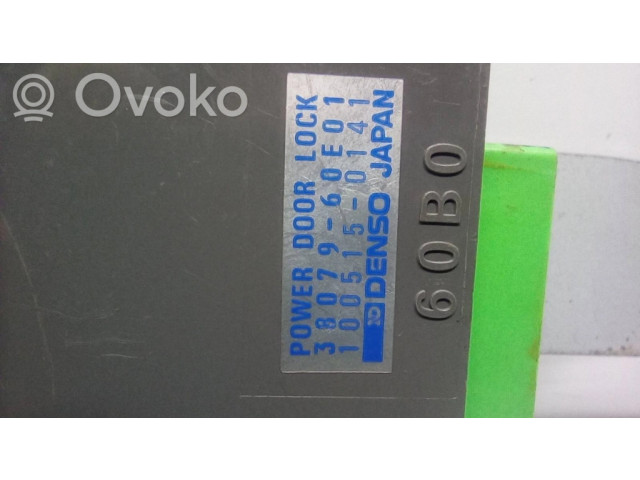 Ovoko
POWER DOOR LOCK
38079-60E01
100515-0141
DENSO JAPAN
60B0